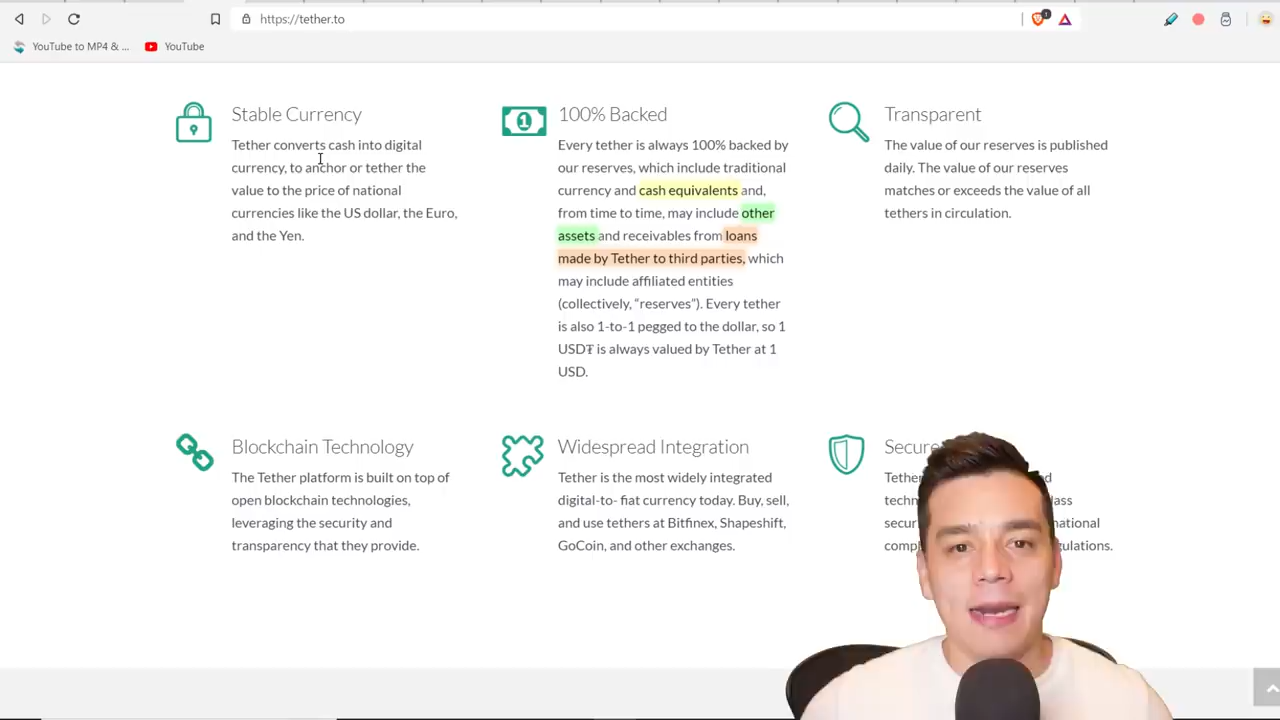 https://tether.to
1
YouTube to MP4 & ...
YouTube
Stable Currency
Tether converts cash into digital
currency, to anchor or tether the
value to the price of national
currencies like the US dollar, the Euro,
and the Yen.
1
100% Backed
Every tether is always 100% backed by
our reserves, which include traditional
currency and cash equivalents and,
from time to time, may include other
assets and receivables from loans
made by Tether to third parties, which
may include affiliated entities
(collectively, “reserves”). Every tether
is also 1-to-1 pegged to the dollar, so 1
USD₮ is always valued by Tether at 1
USD.
Transparent
The value of our reserves is published
daily. The value of our reserves
matches or exceeds the value of all
tethers in circulation.
Blockchain Technology
The Tether platform is built on top of
open blockchain technologies,
leveraging the security and
transparency that they provide.
Widespread Integration
Tether is the most widely integrated
digital-to- fiat currency today. Buy, sell,
and use tethers at Bitfinex, Shapeshift,
GoCoin, and other exchanges.
Secure